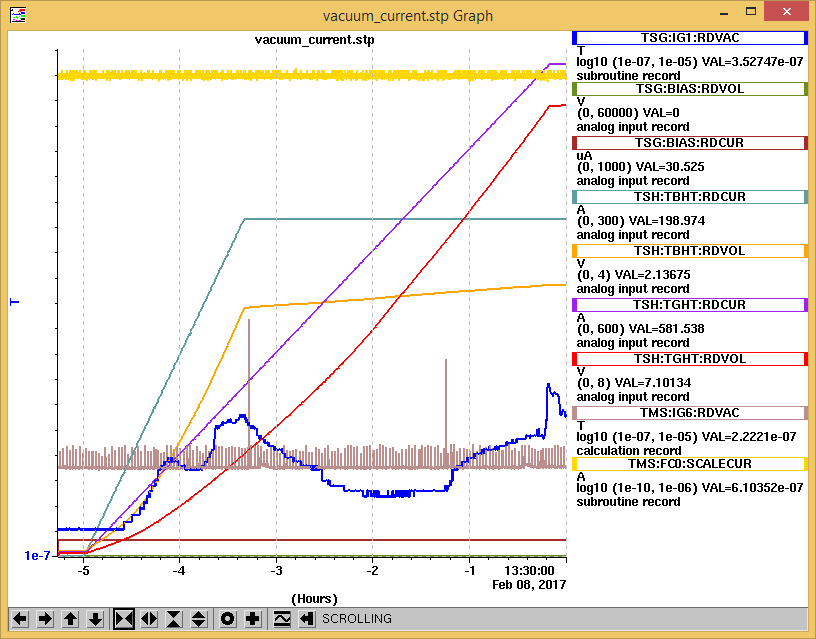 vacuum_current.stp Graph
vacuum_current.stp
T
1e-7
-5
-4
-3
-2
-1
13:30:00
Feb 08, 2017
(Hours)
TSG:IG1:RDVAC
T
log10 (1e-07, 1e-05) VAL=3.52747e-07
subroutine record
TSG:BIAS:RDVOL
V
(0, 60000) VAL=0
analog input record
TSG:BIAS:RDCUR
uA
(0, 1000) VAL=30.525
analog input record
TSH:TBHT:RDCUR
A
(0, 300) VAL=198.974
analog input record
TSH:TBHT:RDVOL
V
(0, 4) VAL=2.13675
analog input record
TSH:TGHT:RDCUR
A
(0, 600) VAL=581.538
analog input record
TSH:TGHT:RDVOL
V
(0, 8) VAL=7.10134
analog input record
TMS:IG6:RDVAC
T
log10 (1e-07, 1e-05) VAL=2.2221e-07
calculation record
TMS:FC0:SCALECUR
A
log10 (1e-10, 1e-06) VAL=6.10352e-07
subroutine record
SCROLLING